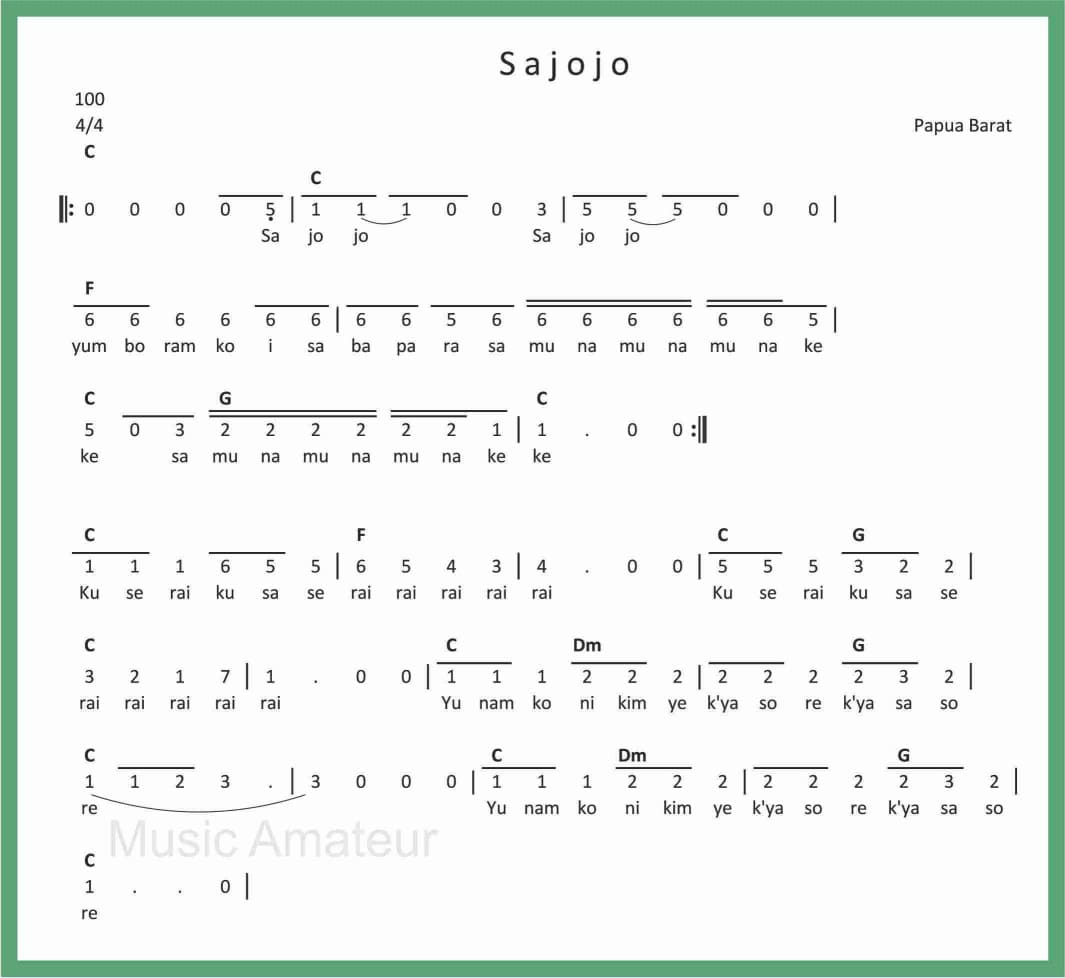 Sajojo
100
4/4
Papua Barat
C
C
‖: 0 0 0 0 5̣ | 1 1 1 0 0 3 | 5 5 5 0 0 0 |
Sa jo jo Sa jo jo
F
6 6 6 6 6 6 | 6 6 5 6 6 6 6 6 6 6 5 |
yum bo ram ko i sa ba pa ra sa mu na mu na mu na ke
C G C
5 0 3 2 2 2 2 2 2 1 | 1 . 0 0 :‖
ke sa mu na mu na mu na ke ke
C F C G
1 1 1 6 5 5 | 6 5 4 3 | 4 . 0 0 | 5 5 5 3 2 2 |
Ku se rai ku sa se rai rai rai rai rai Ku se rai ku sa se
C C Dm G
3 2 1 7 | 1 . 0 0 | 1 1 1 2 2 2 | 2 2 2 2 3 2 |
rai rai rai rai rai Yu nam ko ni kim ye k'ya so re k'ya sa so
C C Dm G
1 1 2 3 . | 3 0 0 0 | 1 1 1 2 2 2 | 2 2 2 2 3 2 |
re Yu nam ko ni kim ye k'ya so re k'ya sa so
Music Amateur
C
1 . . 0 |
re